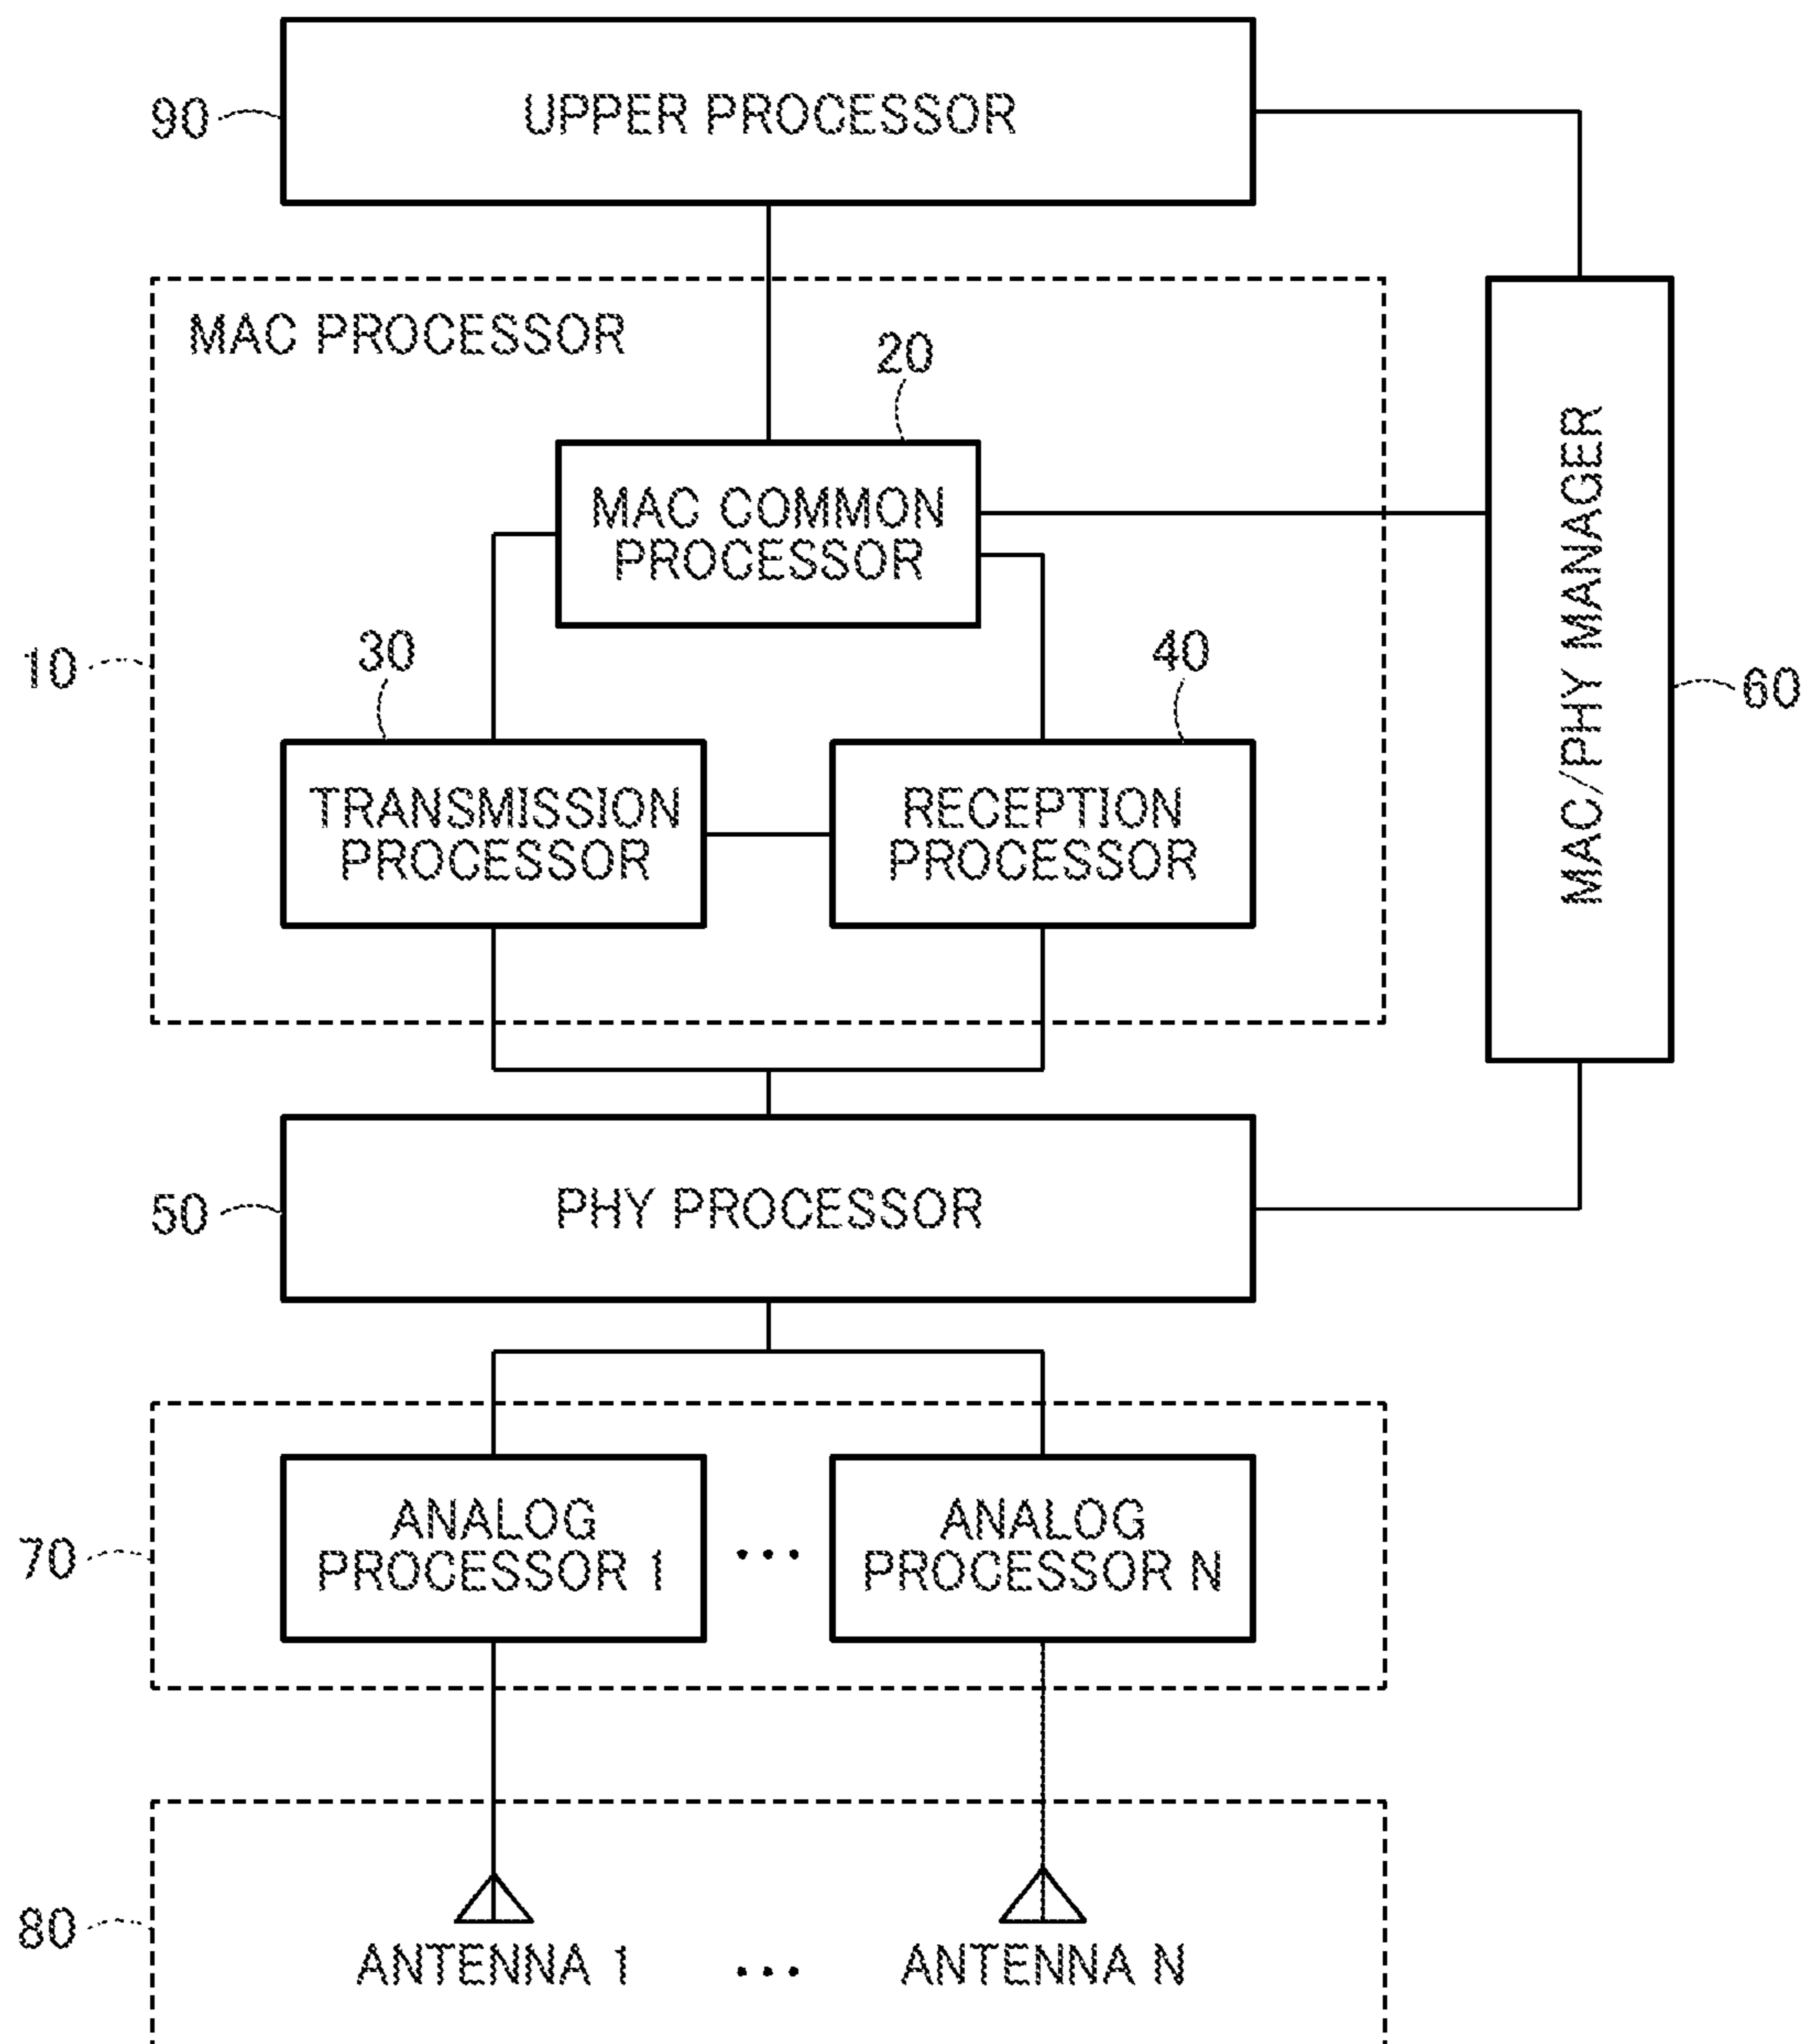 90
UPPER PROCESSOR
MAC PROCESSOR
20
MAC COMMON
PROCESSOR
10
30
40
60
MAC/PHY MANAGER
TRANSMISSION
PROCESSOR
RECEPTION
PROCESSOR
50
PHY PROCESSOR
70
ANALOG
PROCESSOR 1
...
ANALOG
PROCESSOR N
80
ANTENNA 1
...
ANTENNA N